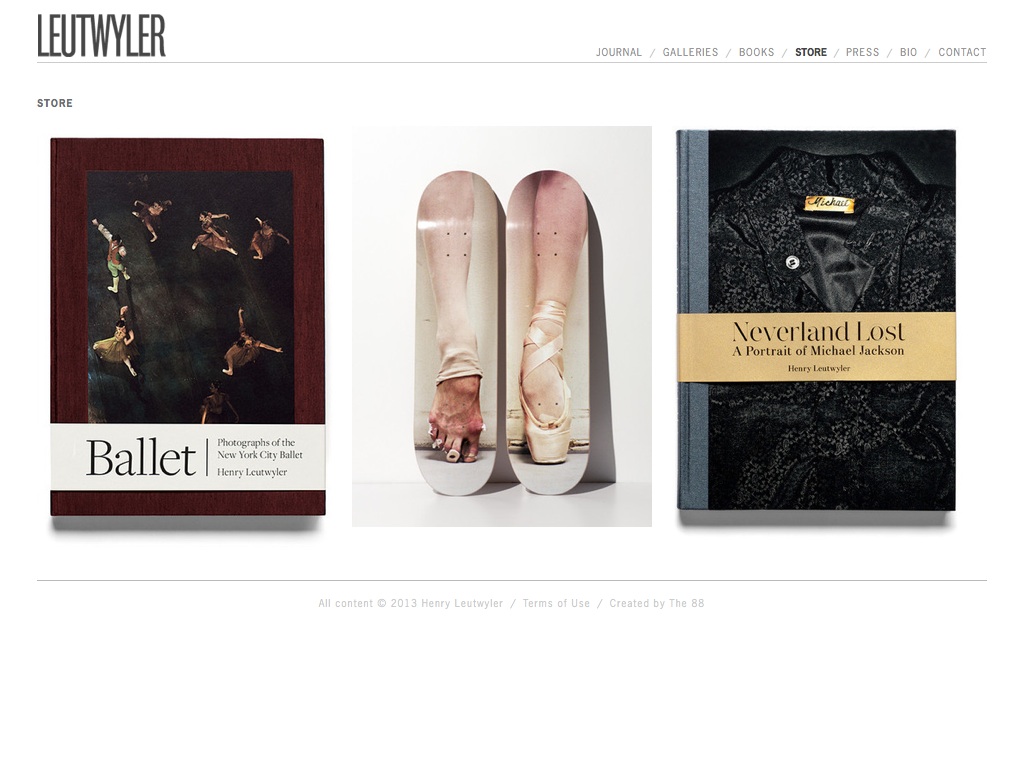 LEUTWYLER
JOURNAL / GALLERIES / BOOKS / STORE / PRESS / BIO / CONTACT
STORE
Ballet
Photographs of the
New York City Ballet
Henry Leutwyler
Michael
Neverland Lost
A Portrait of Michael Jackson
Henry Leutwyler
All content © 2013 Henry Leutwyler / Terms of Use / Created by The 88